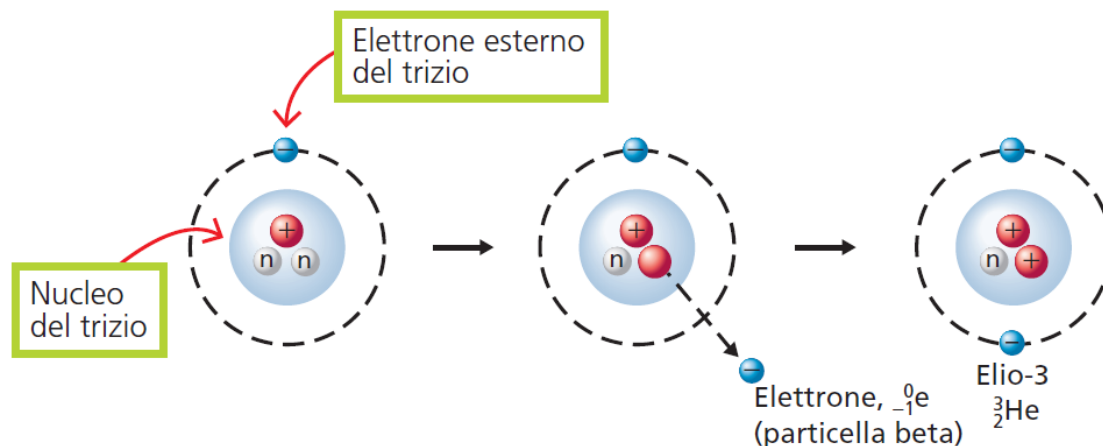 Elettrone esterno
del trizio
Nucleo
del trizio
−
+
n n
−
+
n
−
+
n +
−
−
Elettrone, ⁰₋₁e
(particella beta)
Elio-3
³₂He